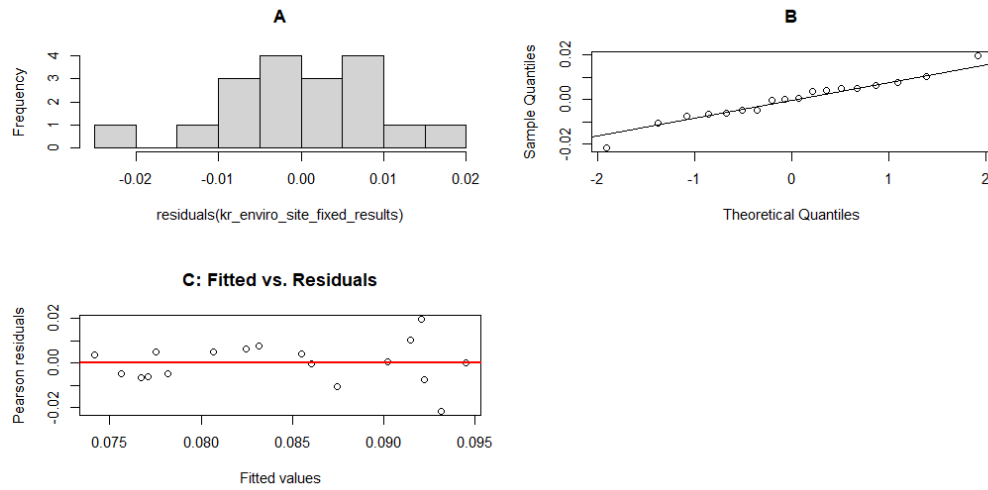 A
Frequency
0 1 3 4
-0.02 -0.01 0.00 0.01 0.02
residuals(kr_enviro_site_fixed_results)
B
Sample Quantiles
-0.02 0.00 0.02
-2 -1 0 1 2
Theoretical Quantiles
C: Fitted vs. Residuals
Pearson residuals
-0.02 0.00 0.02
0.075 0.080 0.085 0.090 0.095
Fitted values